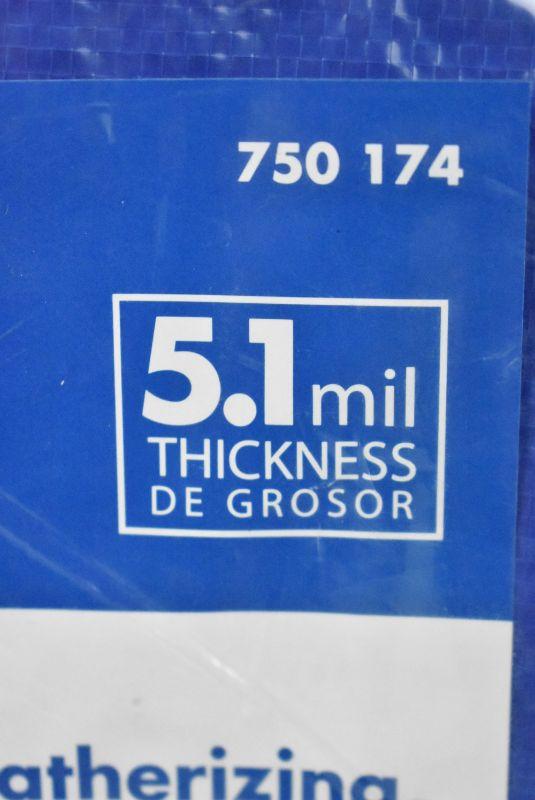 750 174
5.1 mil
THICKNESS
DE GROSOR
atherizing